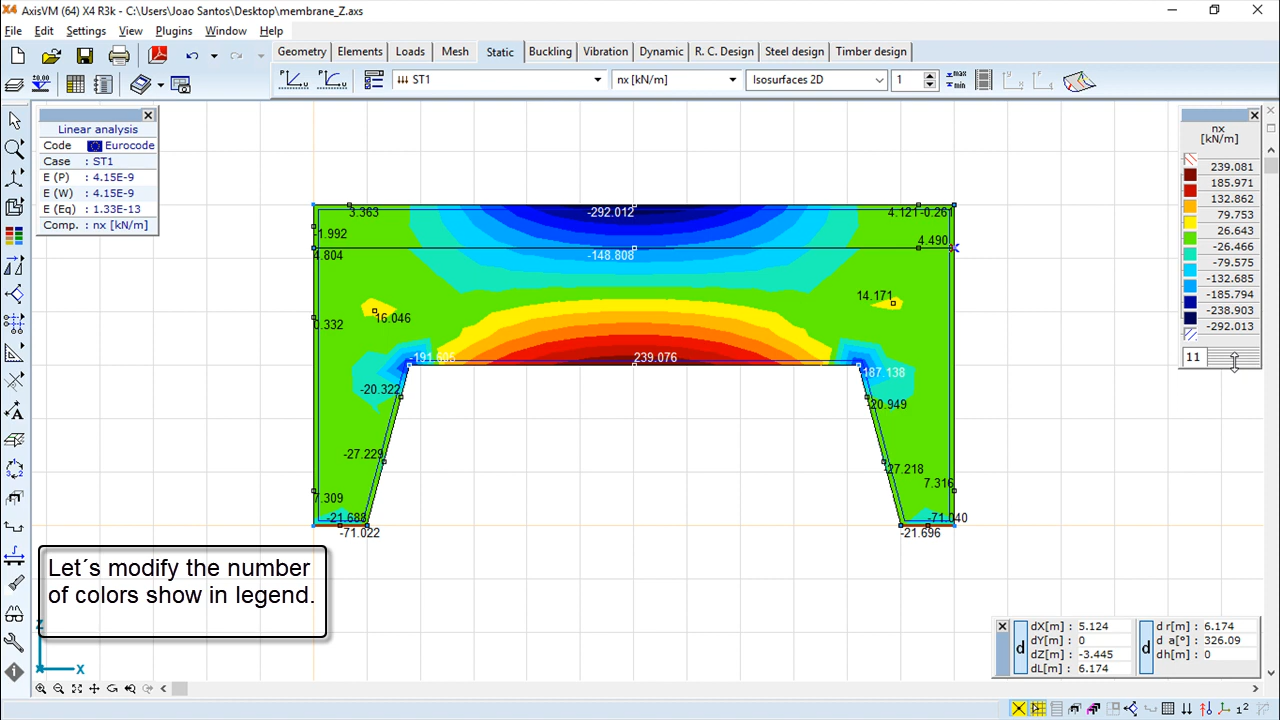 AxisVM (64) X4 R3k - C:\Users\Joao Santos\Desktop\membrane_Z.axs
File Edit Settings View Plugins Window Help
Geometry Elements Loads Mesh Static Buckling Vibration Dynamic R. C. Design Steel design Timber design
ST1 nx [kN/m] Isosurfaces 2D 1
max
min
Linear analysis
Code Eurocode
Case : ST1
E (P) : 4.15E-9
E (W) : 4.15E-9
E (Eq) : 1.33E-13
Comp. : nx [kN/m]
nx
[kN/m]
239.081
185.971
132.862
79.753
26.643
-26.466
-79.575
-132.685
-185.794
-238.903
-292.013
11
3.363 -292.012 4.121 -0.261
-1.992 4.490
4.804 -148.808
16.046 14.171
0.332
239.076
-187.138
-20.322 -20.949
-27.229 -27.218
7.309 7.316
-21.688 -71.040
-71.022 -21.696
Let´s modify the number
of colors show in legend.
Z
X
d
dX[m] : 5.124
dY[m] : 0
dZ[m] : -3.445
dL[m] : 6.174
d
d r[m] : 6.174
d a[°] : 326.09
dh[m] : 0